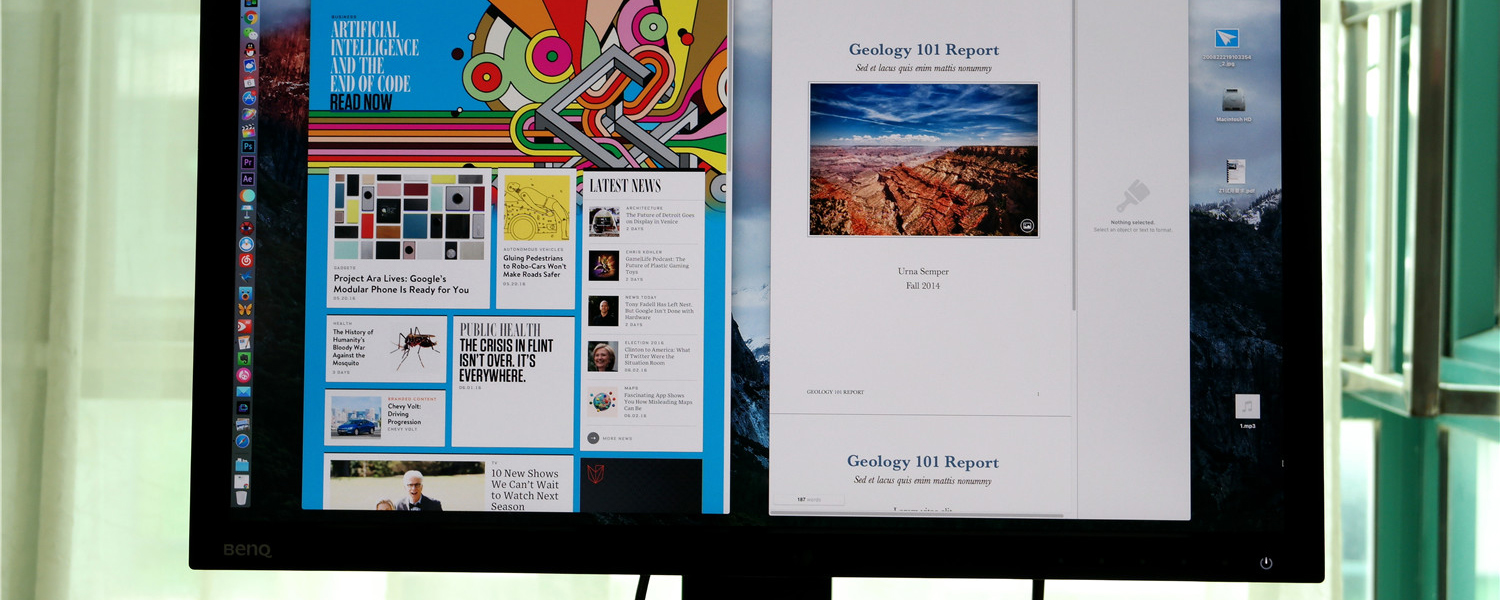 BUSINESS
ARTIFICIAL
INTELLIGENCE
AND THE
END OF CODE
READ NOW
GADGETS
Project Ara Lives: Google's
Modular Phone Is Ready for You
05.20.16
AUTONOMOUS VEHICLES
Gluing Pedestrians
to Robo-Cars Won't
Make Roads Safer
05.20.16
HEALTH
The History of
Humanity's
Bloody War
Against the
Mosquito
2 DAYS
PUBLIC HEALTH
THE CRISIS IN FLINT
ISN'T OVER. IT'S
EVERYWHERE.
06.01.16
BRANDED CONTENT
Chevy Volt:
Driving
Progression
CHEVY VOLT
TV
10 New Shows
We Can't Wait
to Watch Next
Season
LATEST NEWS
ARCHITECTURE
The Future of Detroit Goes
on Display in Venice
2 DAYS
CHRIS KOHLER
GameLife Podcast: The
Future of Plastic Gaming
Toys
2 DAYS
NEWS TODAY
Tony Fadell Has Left Nest,
But Google Isn't Done with
Hardware
2 DAYS
ELECTION 2016
Clinton to America: What
If Twitter Were the
Situation Room
06.02.16
MAPS
Fascinating App Shows
You How Misleading Maps
Can Be
06.02.16
MORE NEWS
Ps
Pr
Ae
Geology 101 Report
Sed et lacus quis enim mattis nonummy
Urna Semper
Fall 2014
GEOLOGY 101 REPORT
1
Geology 101 Report
Sed et lacus quis enim mattis nonummy
187 words
Nothing selected.
Select an object or text to format.
Macintosh HD
1.mp3
BenQ